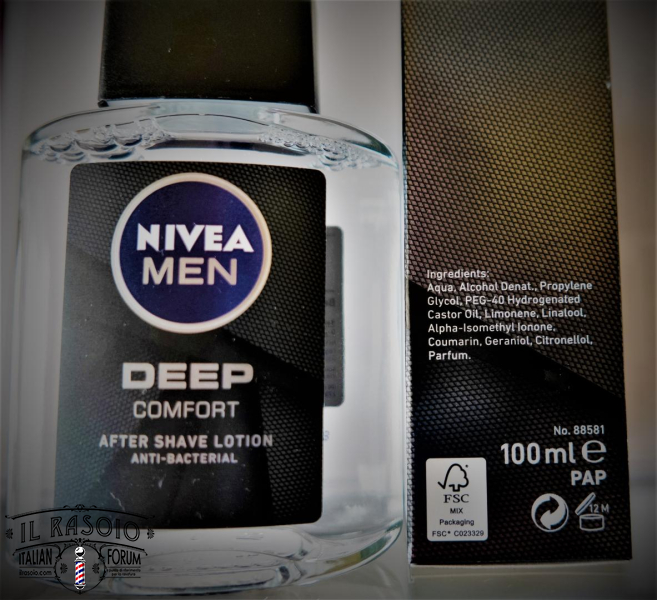 NIVEA
MEN
DEEP
COMFORT
AFTER SHAVE LOTION
ANTI-BACTERIAL
Ingredients:
Aqua, Alcohol Denat., Propylene
Glycol, PEG-40 Hydrogenated
Castor Oil, Limonene, Linalool,
Alpha-Isomethyl Ionone,
Coumarin, Geraniol, Citronellol,
Parfum.
No. 88581
100 ml e
PAP
FSC
MIX
Packaging
FSC® C023329
12 M
IL RASOIO
ITALIAN FORUM
ilrasoio.com